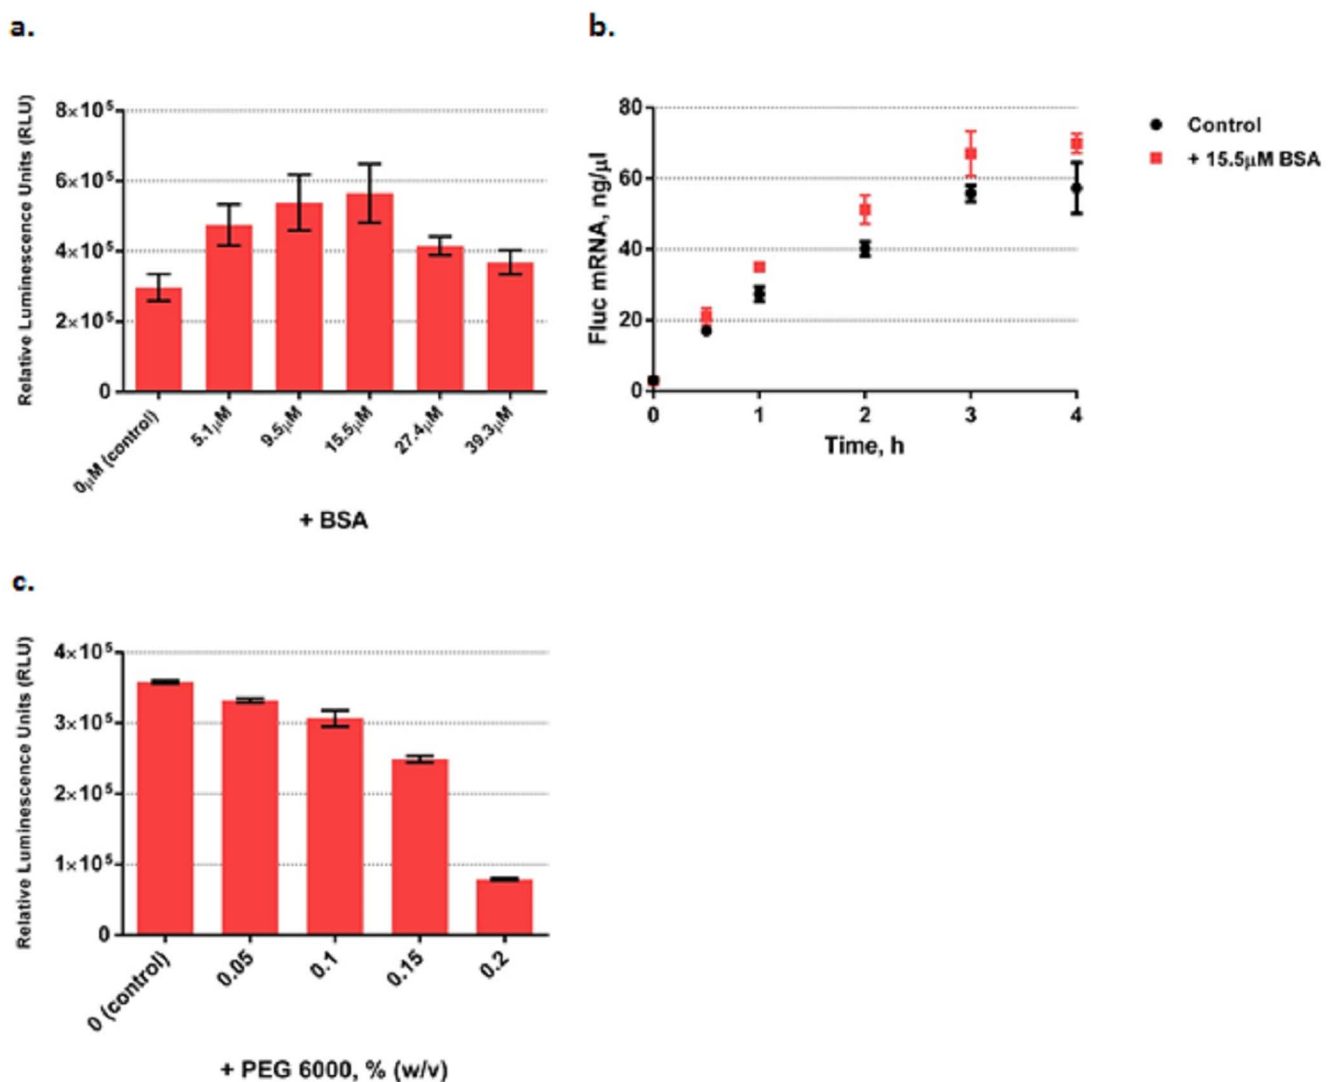 a.
Relative Luminescence Units (RLU)
8×10⁵
6×10⁵
4×10⁵
2×10⁵
0
0μM (control)
5.1μM
9.5μM
15.5μM
27.4μM
39.3μM
+ BSA
b.
Fluc mRNA, ng/μl
80
60
40
20
0
0 1 2 3 4
Time, h
Control
+ 15.5μM BSA
c.
Relative Luminescence Units (RLU)
4×10⁵
3×10⁵
2×10⁵
1×10⁵
0
0 (control)
0.05
0.1
0.15
0.2
+ PEG 6000, % (w/v)